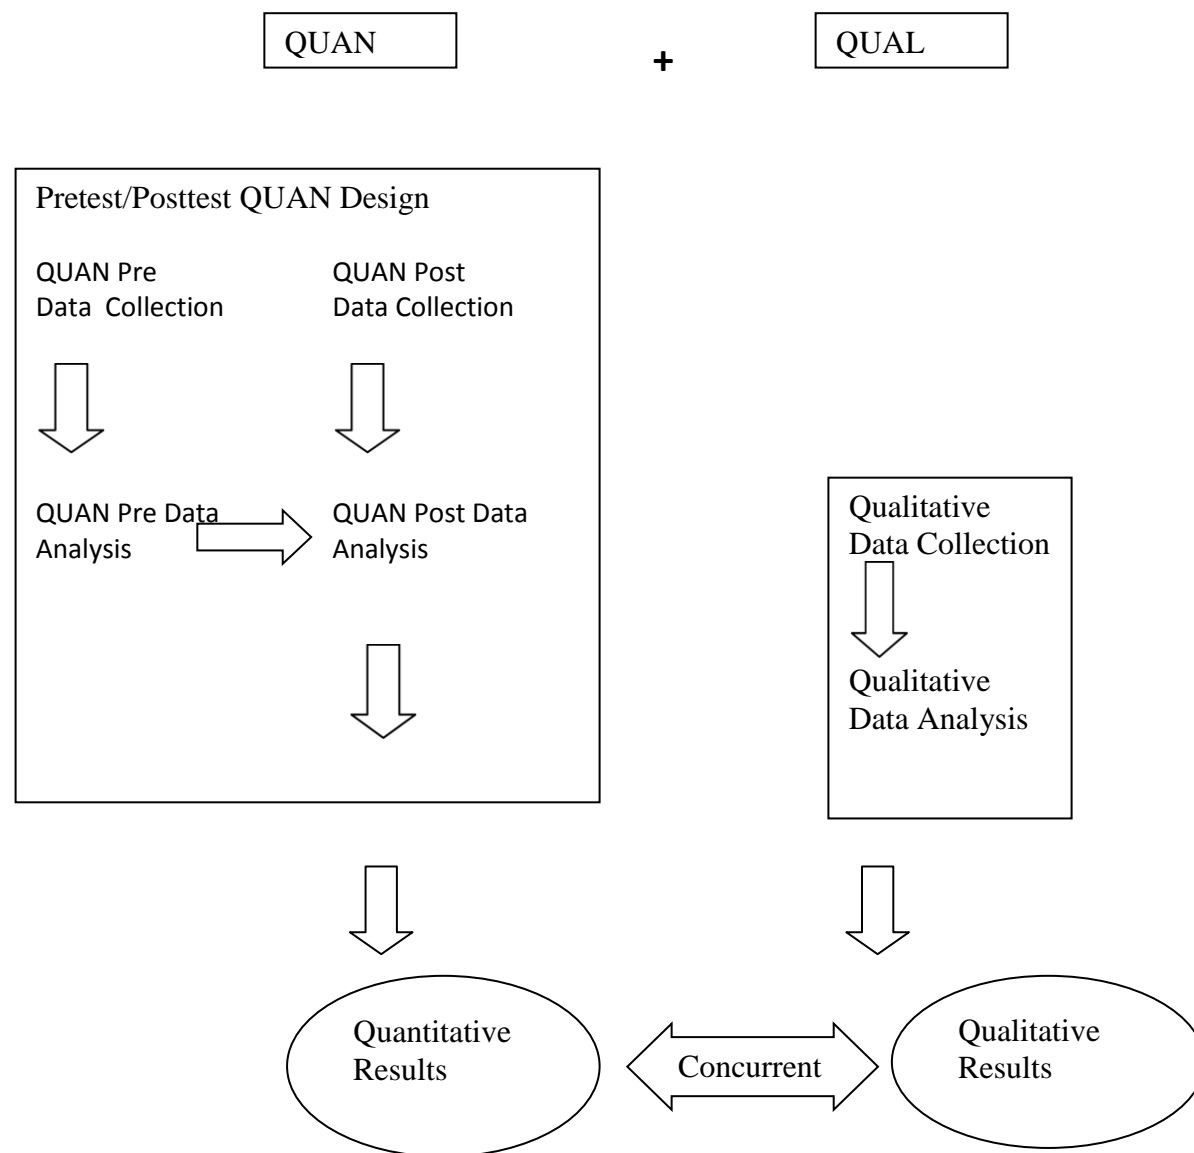 QUAN
+
QUAL
Pretest/Posttest QUAN Design
QUAN Pre
Data  Collection
QUAN Post
Data Collection
QUAN Pre Data
Analysis
QUAN Post Data
Analysis
Qualitative
Data Collection
Qualitative
Data Analysis
Quantitative
Results
Concurrent
Qualitative
Results